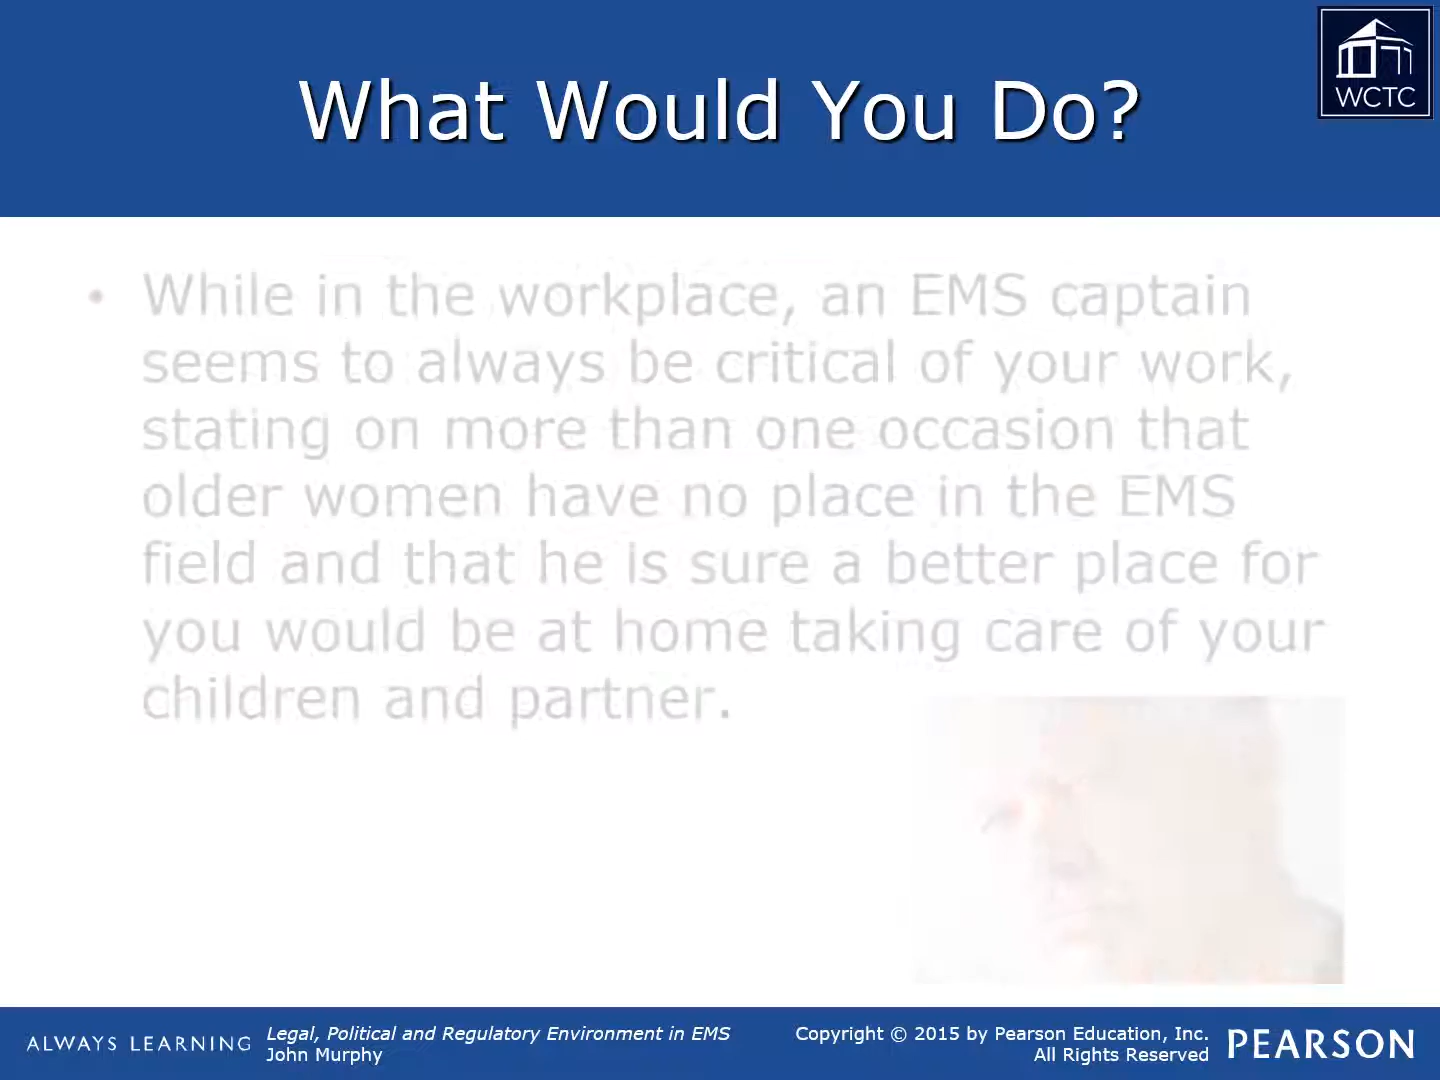 What Would You Do?
WCTC
• While in the workplace, an EMS captain
seems to always be critical of your work,
stating on more than one occasion that
older women have no place in the EMS
field and that he is sure a better place for
you would be at home taking care of your
children and partner.
ALWAYS LEARNING
Legal, Political and Regulatory Environment in EMS
John Murphy
Copyright © 2015 by Pearson Education, Inc.
All Rights Reserved
PEARSON